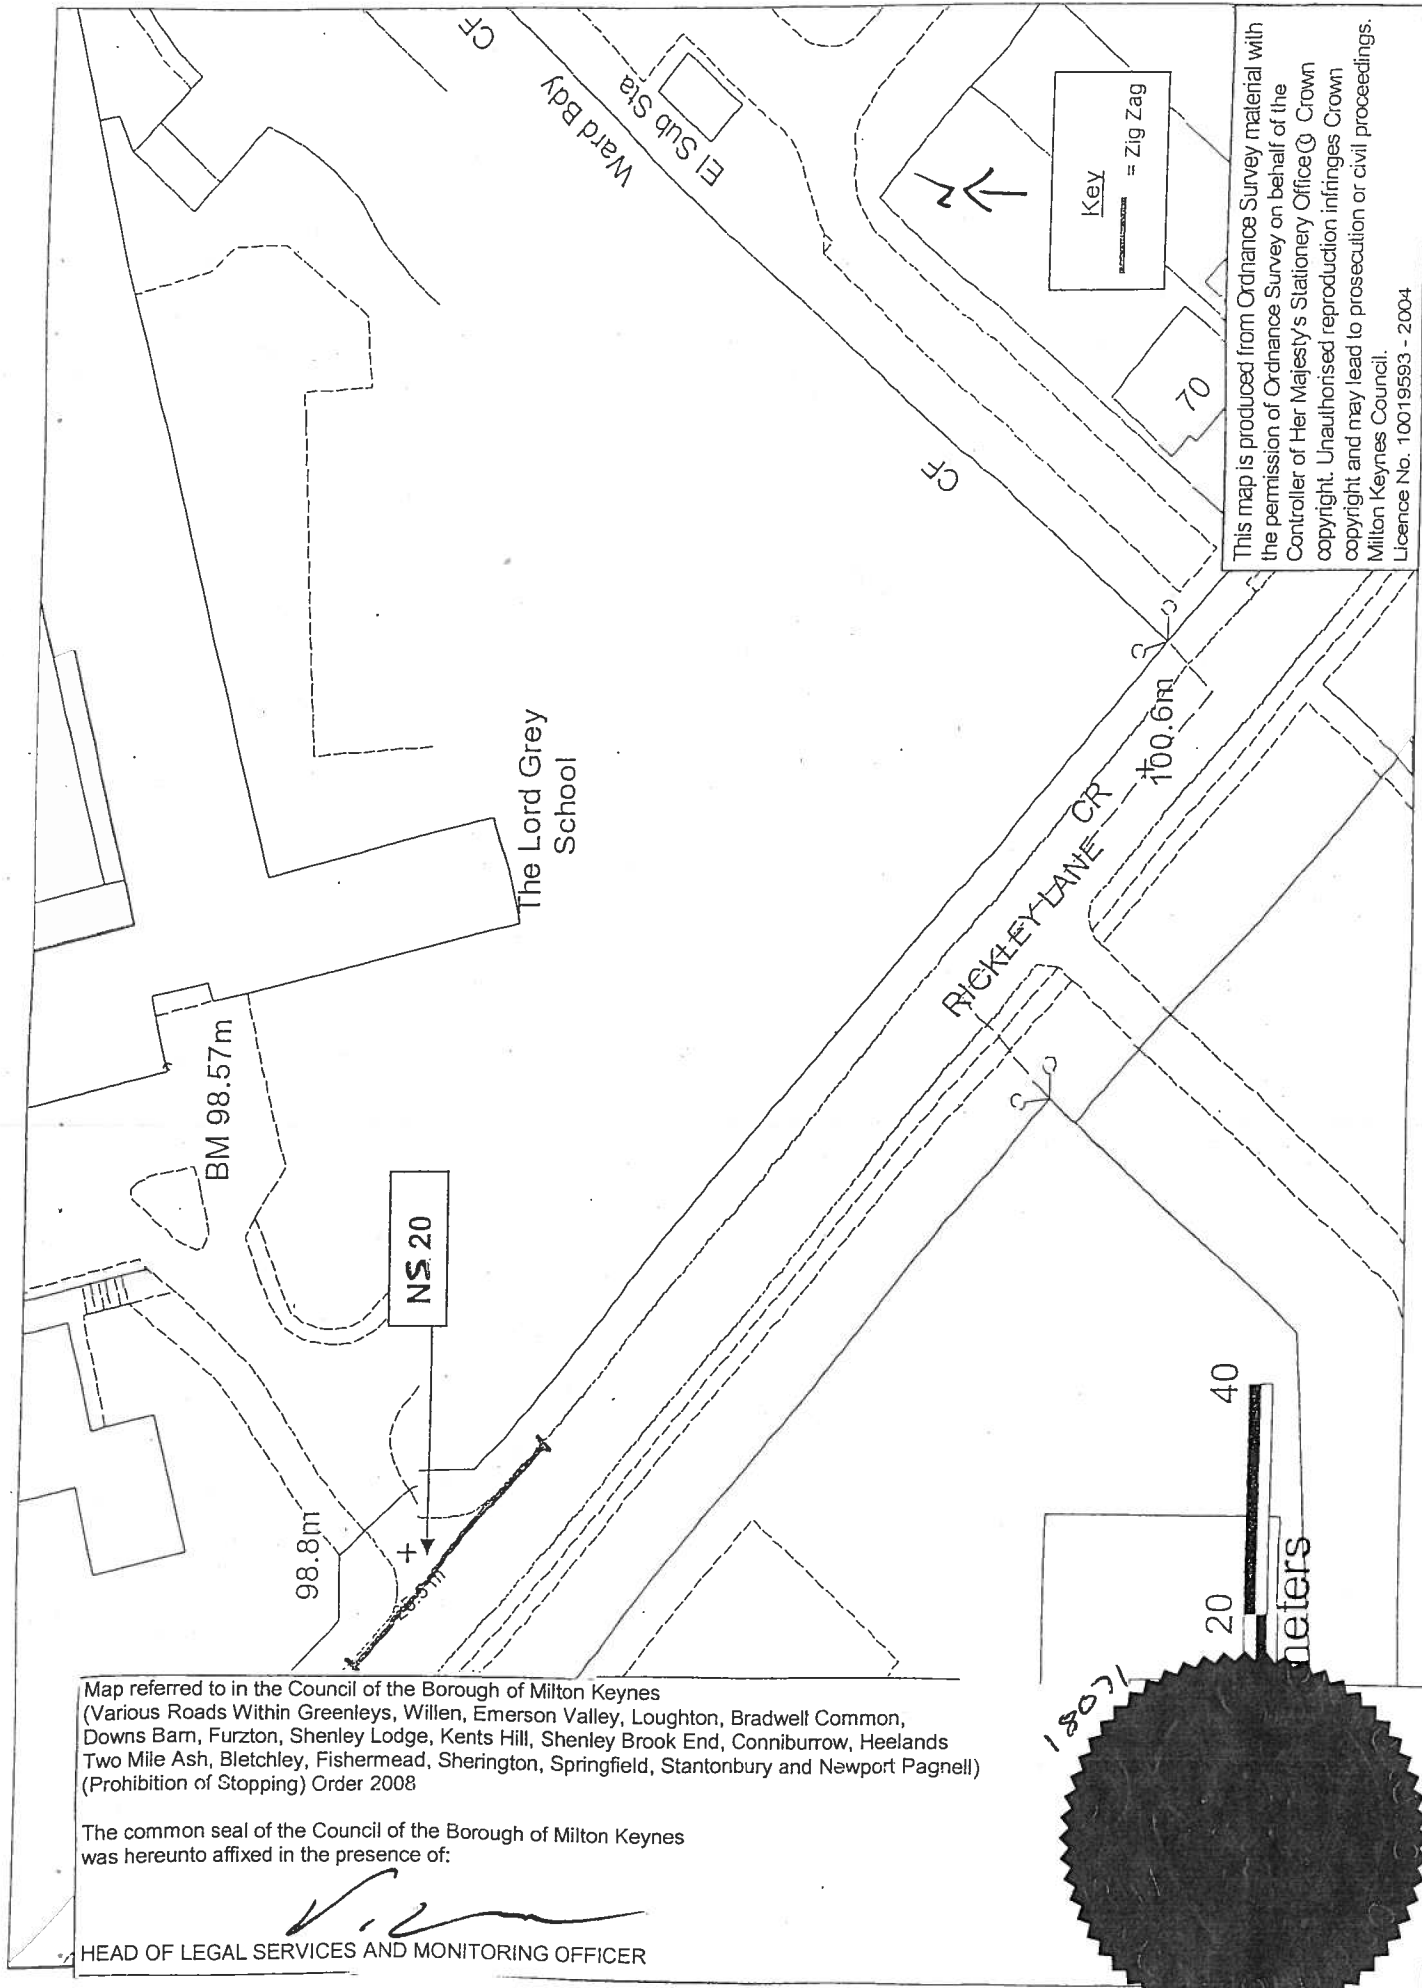 CF
Ward Bdy
El Sub Sta
Key
= Zig Zag
70
CF
This map is produced from Ordnance Survey material with
the permission of Ordnance Survey on behalf of the
Controller of Her Majesty's Stationery Office © Crown
copyright. Unauthorised reproduction infringes Crown
copyright and may lead to prosecution or civil proceedings.
Milton Keynes Council.
Licence No. 10019593 - 2004
The Lord Grey
School
100.6m
RICKLEY LANE CR
BM 98.57m
NS 20
98.8m
40
20
meters
18071
Map referred to in the Council of the Borough of Milton Keynes
(Various Roads Within Greenleys, Willen, Emerson Valley, Loughton, Bradwell Common,
Downs Barn, Furzton, Shenley Lodge, Kents Hill, Shenley Brook End, Conniburrow, Heelands
Two Mile Ash, Bletchley, Fishermead, Sherington, Springfield, Stantonbury and Newport Pagnell)
(Prohibition of Stopping) Order 2008
The common seal of the Council of the Borough of Milton Keynes
was hereunto affixed in the presence of:
HEAD OF LEGAL SERVICES AND MONITORING OFFICER